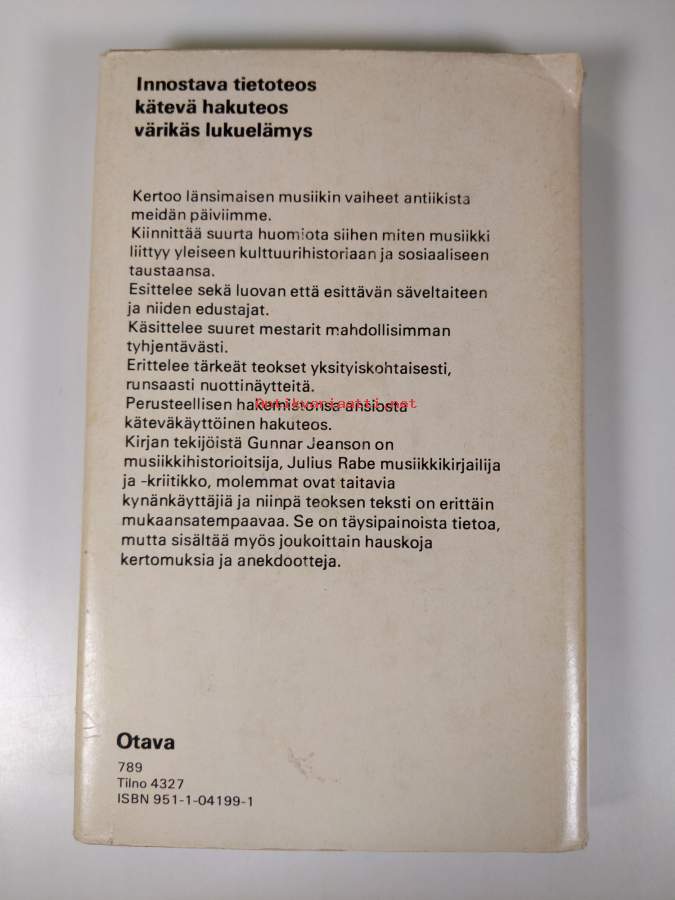 Innostava tietoteos
kätevä hakuteos
värikäs lukuelämys
Kertoo länsimaisen musiikin vaiheet antiikista
meidän päiviimme.
Kiinnittää suurta huomiota siihen miten musiikki
liittyy yleiseen kulttuurihistoriaan ja sosiaaliseen
taustaansa.
Esittelee sekä luovan että esittävän säveltaiteen
ja niiden edustajat.
Käsittelee suuret mestarit mahdollisimman
tyhjentävästi.
Erittelee tärkeät teokset yksityiskohtaisesti,
runsaasti nuottinäytteitä.
Perusteellisen hakemistonsa ansiosta
käteväkäyttöinen hakuteos.
Kirjan tekijöistä Gunnar Jeanson on
musiikkihistorioitsija, Julius Rabe musiikkikirjailija
ja -kriitikko, molemmat ovat taitavia
kynänkäyttäjiä ja niinpä teoksen teksti on erittäin
mukaansatempaavaa. Se on täysipainoista tietoa,
mutta sisältää myös joukoittain hauskoja
kertomuksia ja anekdootteja.
Antikvariaatti.net
Otava
789
Tilno 4327
ISBN 951-1-04199-1